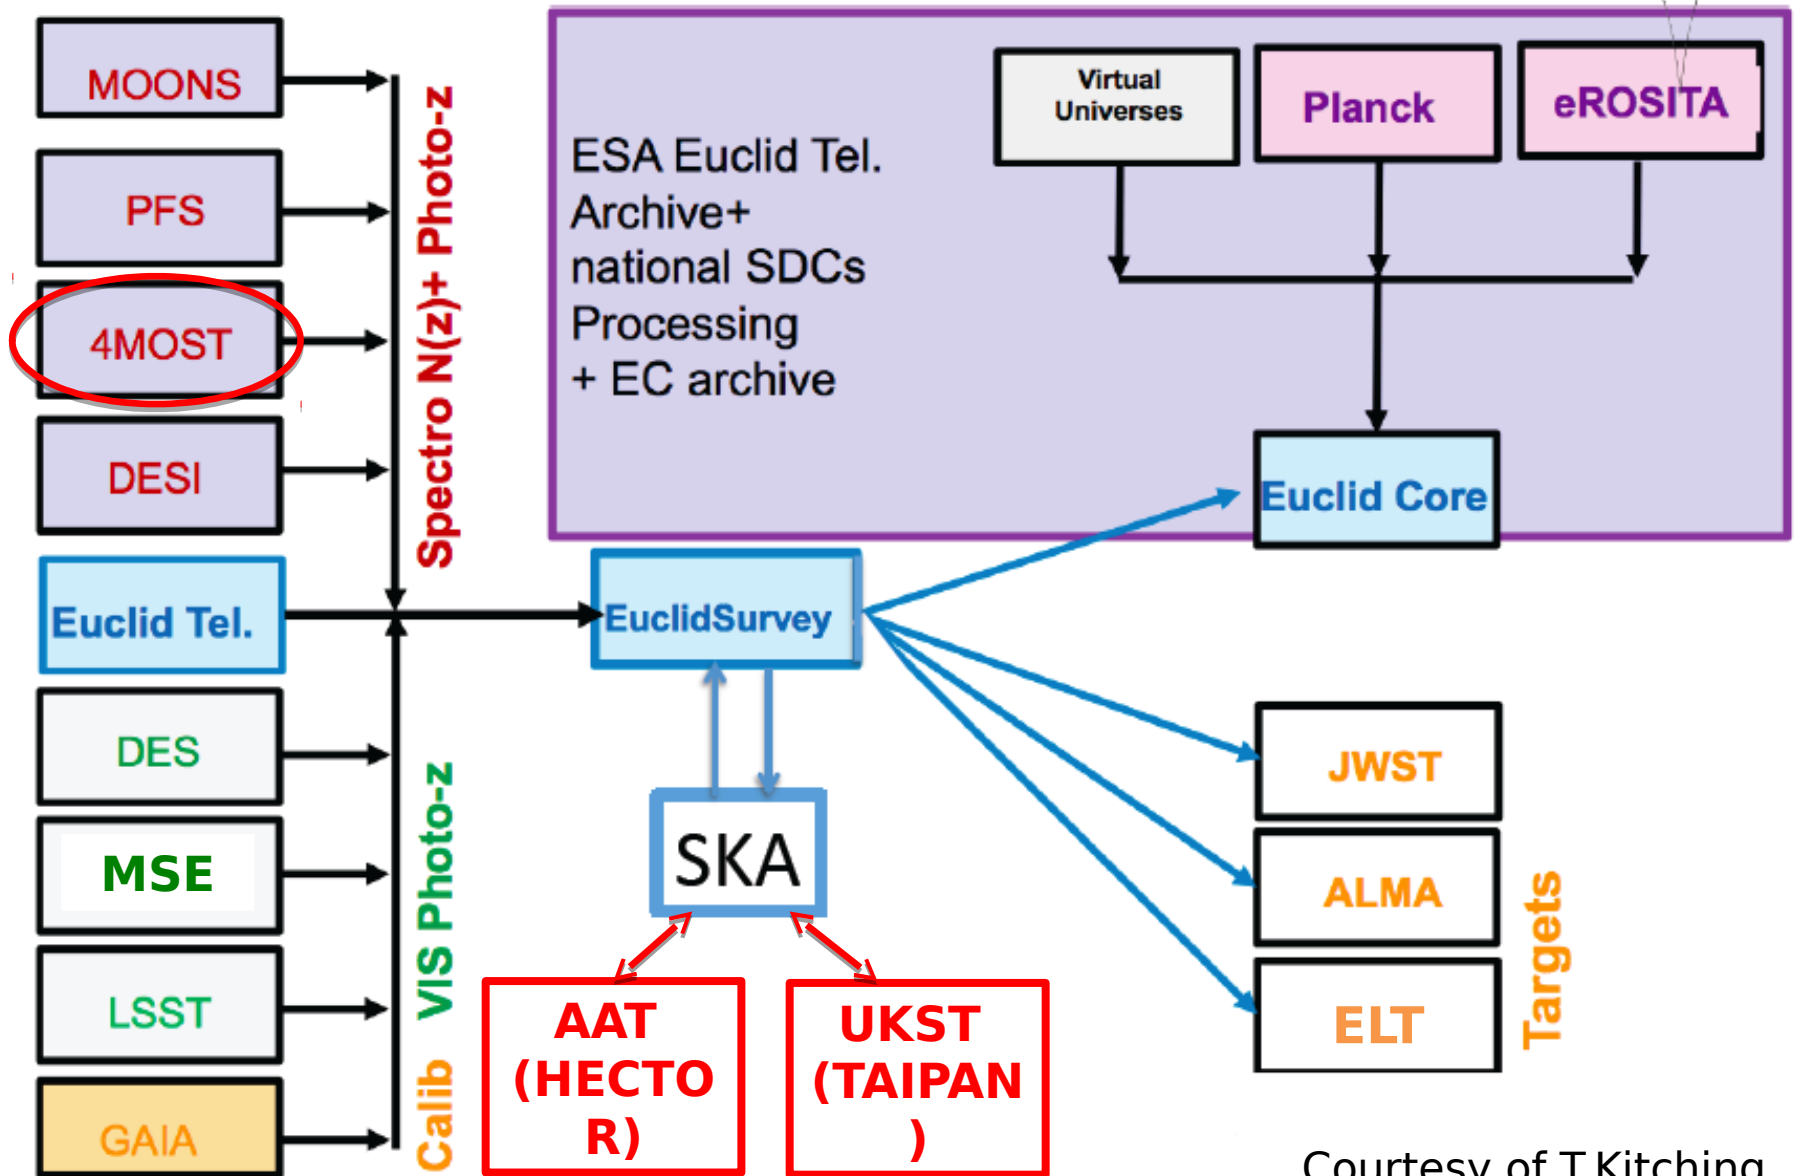 MOONS
PFS
4MOST
DESI
Euclid Tel.
DES
MSE
LSST
GAIA
Spectro N(z)+ Photo-z
VIS Photo-z
Calib
ESA Euclid Tel.
Archive+
national SDCs
Processing
+ EC archive
Virtual
Universes
Planck
eROSITA
Euclid Core
EuclidSurvey
SKA
AAT
(HECTO
R)
UKST
(TAIPAN
)
JWST
ALMA
ELT
Targets
Courtesy of T.Kitching